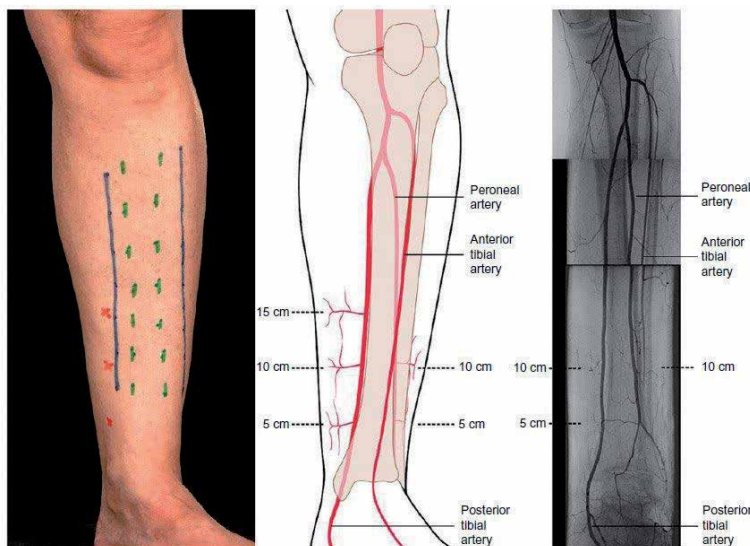 Peroneal
artery
Anterior
tibial
artery
15 cm
10 cm
10 cm
5 cm
5 cm
Posterior
tibial
artery
Peroneal
artery
Anterior
tibial
artery
10 cm
10 cm
5 cm
Posterior
tibial
artery